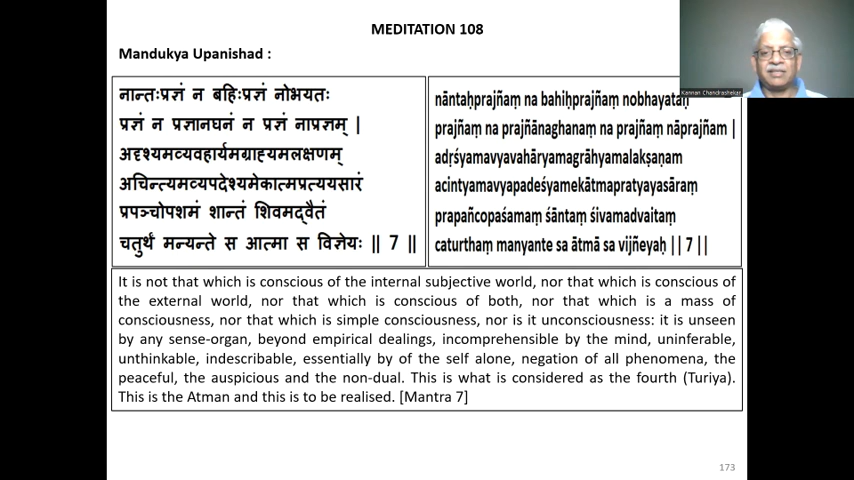 MEDITATION 108
Kannan Chandrashekar
Mandukya Upanishad :
नान्तःप्रज्ञं न बहिःप्रज्ञं नोभयतः
प्रज्ञं न प्रज्ञानघनं न प्रज्ञं नाप्रज्ञम् |
अदृश्यमव्यवहार्यमग्राह्यमलक्षणम्
अचिन्त्यमव्यपदेश्यमेकात्मप्रत्ययसारं
प्रपञ्चोपशमं शान्तं शिवमद्वैतं
चतुर्थं मन्यन्ते स आत्मा स विज्ञेयः || 7 ||
nāntaḥprajñaṃ na bahiḥprajñaṃ nobhayataḥ
prajñaṃ na prajñānaghanaṃ na prajñaṃ nāprajñam |
adṛśyamavyavahāryamagrāhyamalakṣaṇam
acintyamavyapadeśyamekātmapratyayasāraṃ
prapañcopaśamaṃ śāntaṃ śivamadvaitaṃ
caturthaṃ manyante sa ātmā sa vijñeyaḥ || 7 ||
It is not that which is conscious of the internal subjective world, nor that which is conscious of
the external world, nor that which is conscious of both, nor that which is a mass of
consciousness, nor that which is simple consciousness, nor is it unconsciousness: it is unseen
by any sense-organ, beyond empirical dealings, incomprehensible by the mind, uninferable,
unthinkable, indescribable, essentially by of the self alone, negation of all phenomena, the
peaceful, the auspicious and the non-dual. This is what is considered as the fourth (Turiya).
This is the Atman and this is to be realised. [Mantra 7]
173